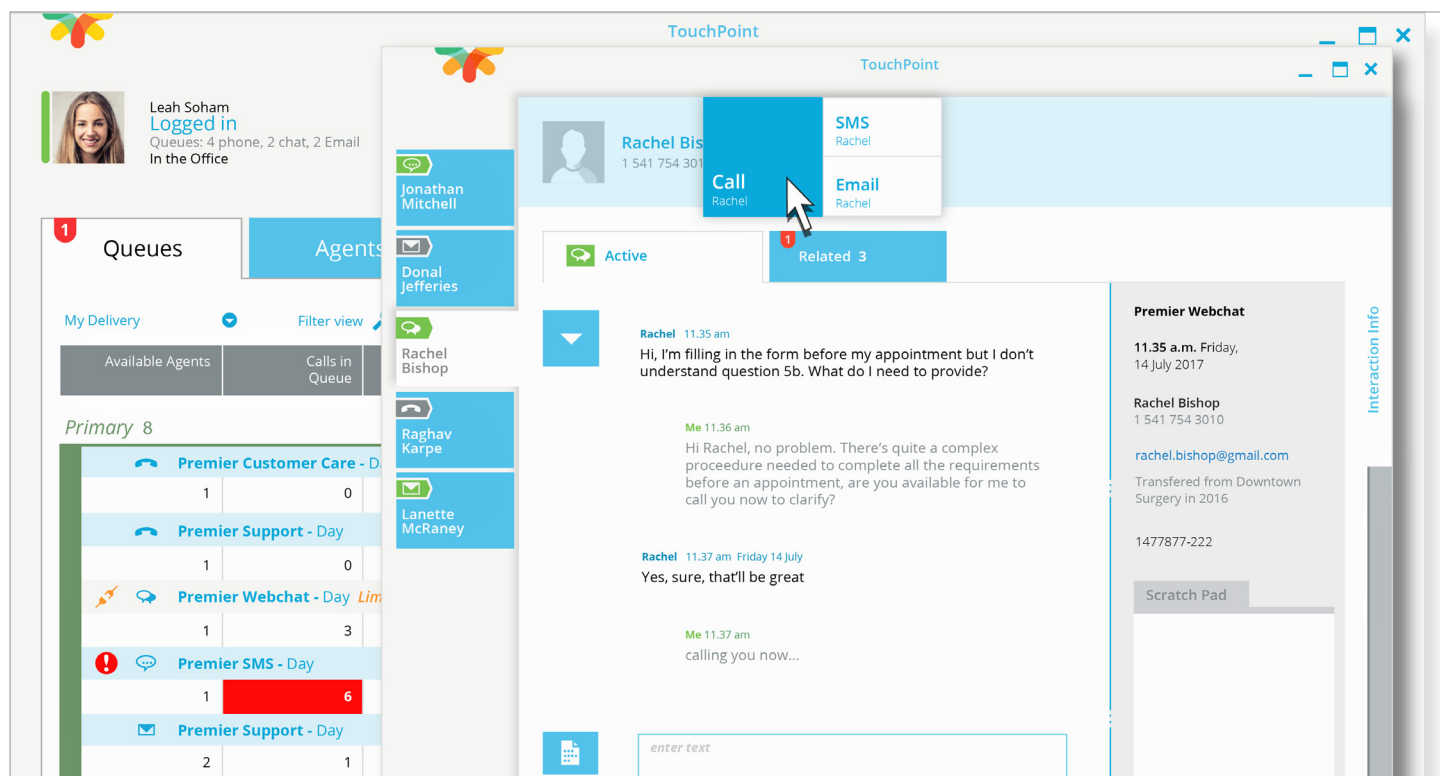 TouchPoint
Leah Soham
Logged in
Queues: 4 phone, 2 chat, 2 Email
In the Office
1
Queues
Agents
My Delivery
Filter view
Available Agents
Calls in
Queue
Primary 8
Premier Customer Care - D
1 0
Premier Support - Day
1 0
Premier Webchat - Day Lim
1 3
Premier SMS - Day
1 6
Premier Support - Day
2 1
TouchPoint
Jonathan
Mitchell
Donal
Jefferies
Rachel
Bishop
Raghav
Karpe
Lanette
McRaney
Rachel Bis
1 541 754 301
Call
Rachel
SMS
Rachel
Email
Rachel
Active
1
Related 3
Rachel 11.35 am
Hi, I'm filling in the form before my appointment but I don't
understand question 5b. What do I need to provide?
Me 11.36 am
Hi Rachel, no problem. There's quite a complex
proceedure needed to complete all the requirements
before an appointment, are you available for me to
call you now to clarify?
Rachel 11.37 am Friday 14 July
Yes, sure, that'll be great
Me 11.37 am
calling you now...
enter text
Premier Webchat
11.35 a.m. Friday,
14 July 2017
Rachel Bishop
1 541 754 3010
rachel.bishop@gmail.com
Transfered from Downtown
Surgery in 2016
1477877-222
Scratch Pad
Interaction Info